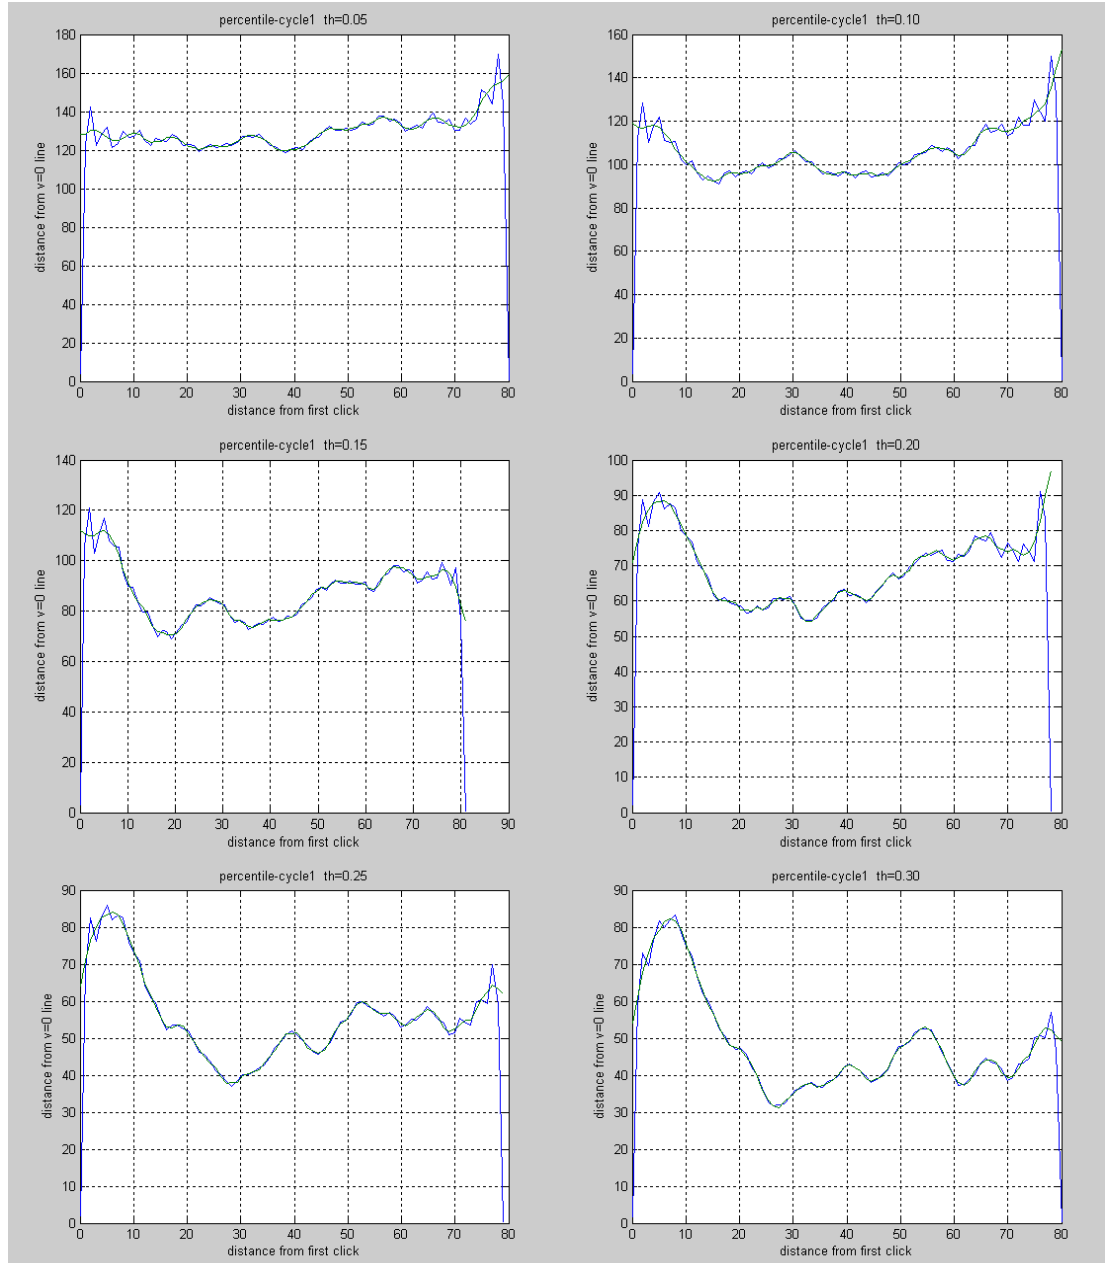 percentile-cycle1 th=0.05
180
160
140
120
100
80
60
40
20
0
distance from v=0 line
0 10 20 30 40 50 60 70 80
distance from first click
percentile-cycle1 th=0.10
160
140
120
100
80
60
40
20
0
distance from v=0 line
0 10 20 30 40 50 60 70 80
distance from first click
percentile-cycle1 th=0.15
140
120
100
80
60
40
20
0
distance from v=0 line
0 10 20 30 40 50 60 70 80 90
distance from first click
percentile-cycle1 th=0.20
100
90
80
70
60
50
40
30
20
10
0
distance from v=0 line
0 10 20 30 40 50 60 70 80
distance from first click
percentile-cycle1 th=0.25
90
80
70
60
50
40
30
20
10
0
distance from v=0 line
0 10 20 30 40 50 60 70 80
distance from first click
percentile-cycle1 th=0.30
90
80
70
60
50
40
30
20
10
0
distance from v=0 line
0 10 20 30 40 50 60 70 80
distance from first click